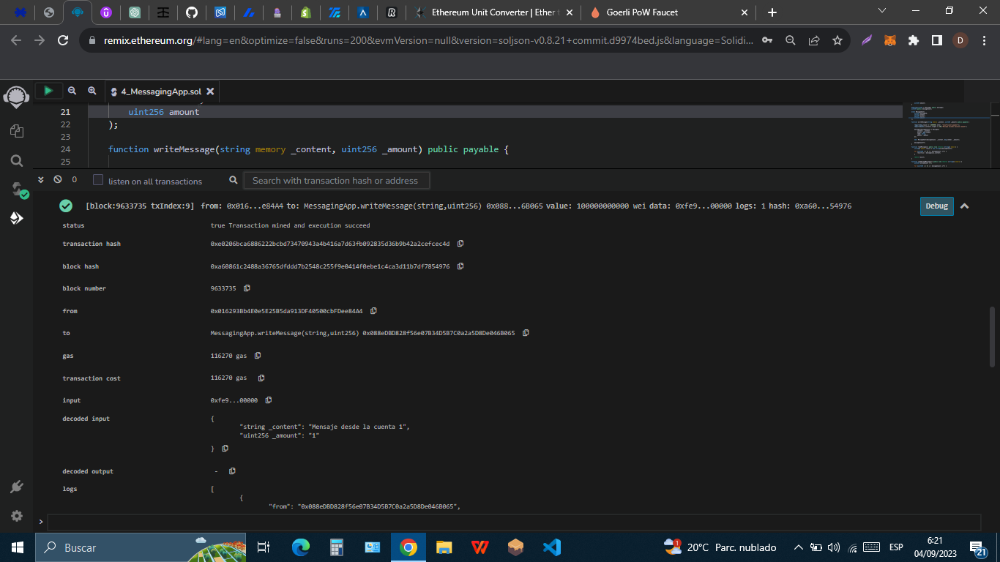 Ethereum Unit Converter | Ether t
Goerli PoW Faucet
remix.ethereum.org/#lang=en&optimize=false&runs=200&evmVersion=null&version=soljson-v0.8.21+commit.d9974bed.js&language=Solidi...
D
4_MessagingApp.sol
21 uint256 amount
22 );
23
24 function writeMessage(string memory _content, uint256 _amount) public payable {
25
0 listen on all transactions Search with transaction hash or address
[block:9633735 txIndex:9] from: 0x016...e84A4 to: MessagingApp.writeMessage(string,uint256) 0x088...6B065 value: 100000000000 wei data: 0xfe9...00000 logs: 1 hash: 0xa60...54976 Debug
status true Transaction mined and execution succeed
transaction hash 0xe0206bca6886222bcbd73470943a4b416a7d63fb092835d36b9b42a2cefcec4d
block hash 0xa60861c2488a36765dfddd7b2548c255f9e0414f0ebe1c4ca3d11b7df7854976
block number 9633735
from 0x016293Bb4E0e5E25B5da913DF40500cbFDee84A4
to MessagingApp.writeMessage(string,uint256) 0x088eDBD828f56e07B34D5B7C0a2a5D8De046B065
gas 116270 gas
transaction cost 116270 gas
input 0xfe9...00000
decoded input {
"string _content": "Mensaje desde la cuenta 1",
"uint256 _amount": "1"
}
decoded output -
logs [
{
"from": "0x088eDBD828f56e07B34D5B7C0a2a5D8De046B065",
>
Buscar
20°C Parc. nublado
ESP
6:21
04/09/2023
21